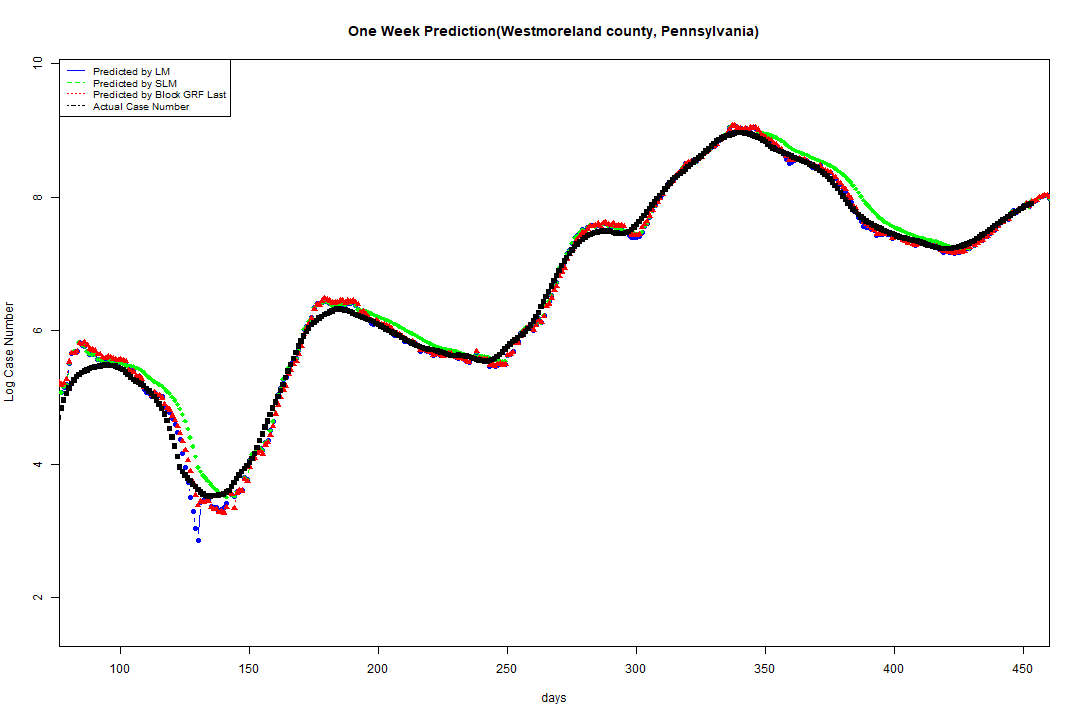 One Week Prediction(Westmoreland county, Pennsylvania)
Predicted by LM
Predicted by SLM
Predicted by Block GRF Last
Actual Case Number
10
8
6
4
2
Log Case Number
100 150 200 250 300 350 400 450
days